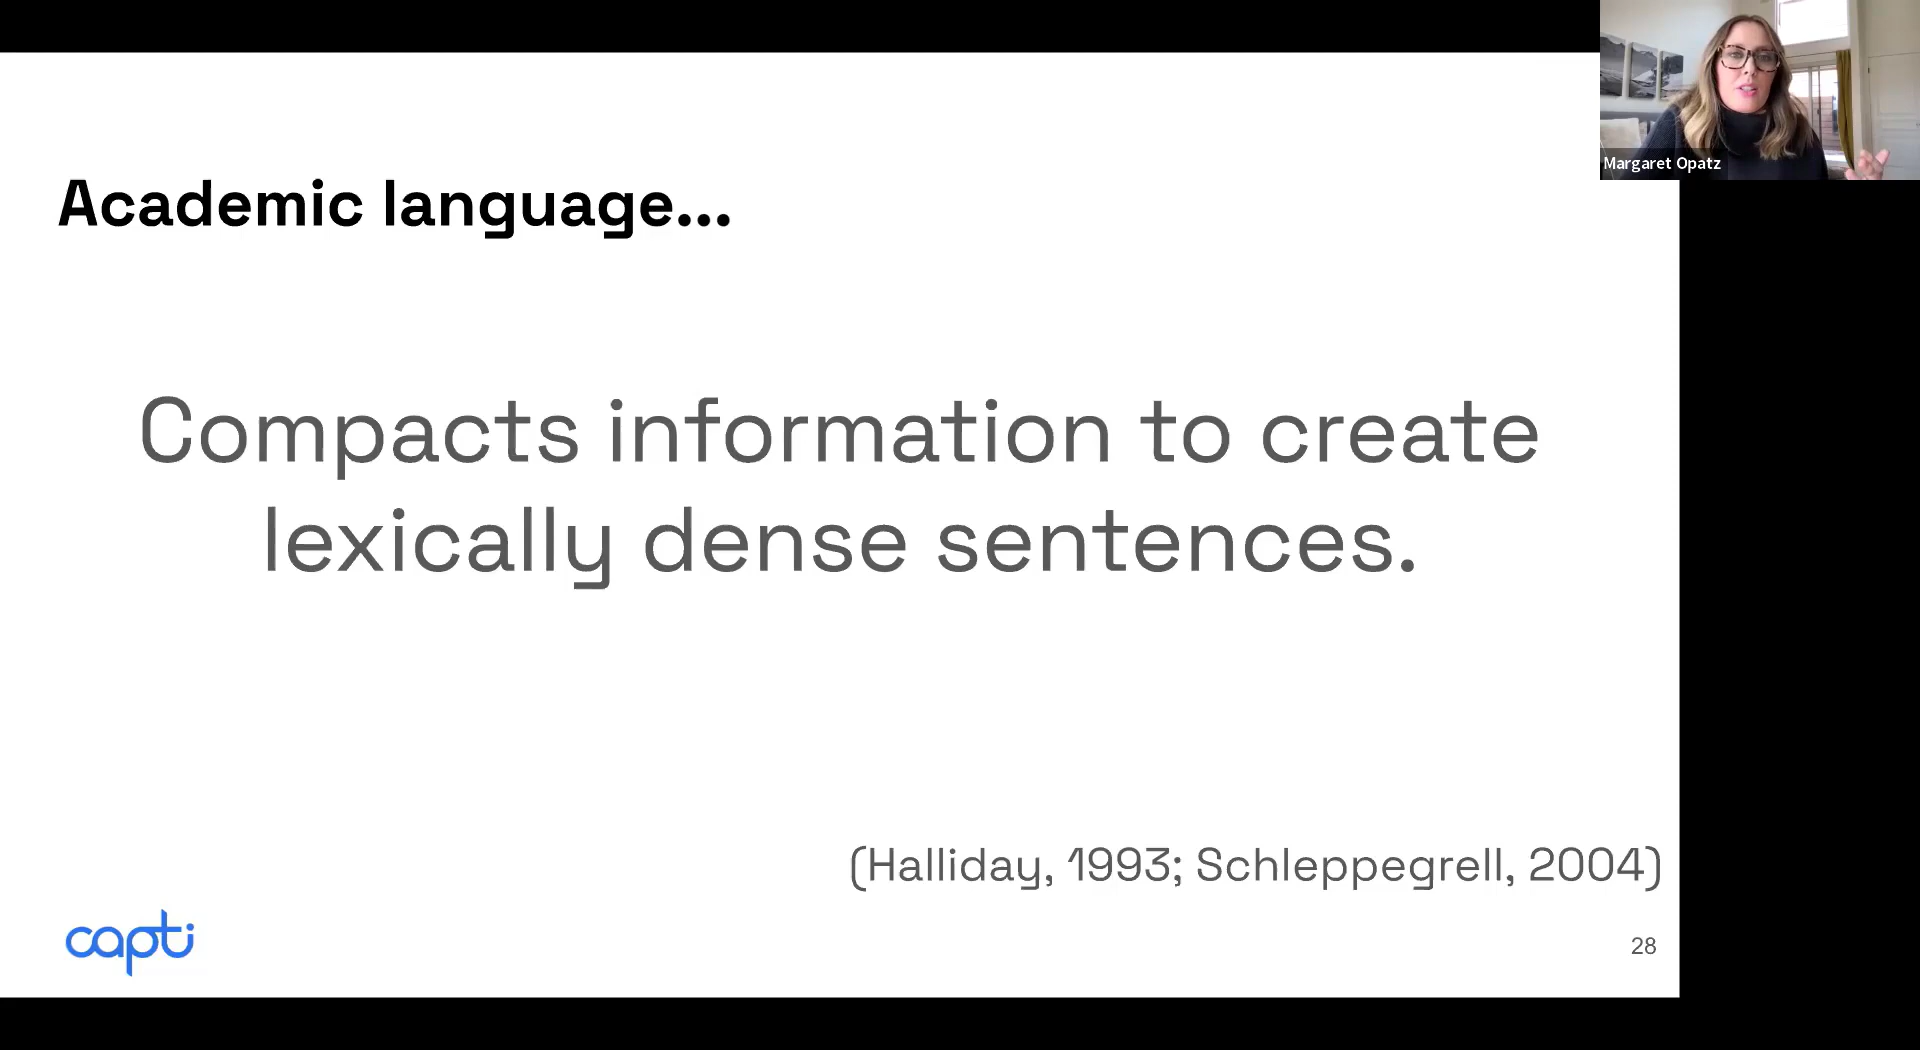 Margaret Opatz
Academic language...
Compacts information to create
lexically dense sentences.
(Halliday, 1993; Schleppegrell, 2004)
capti
28